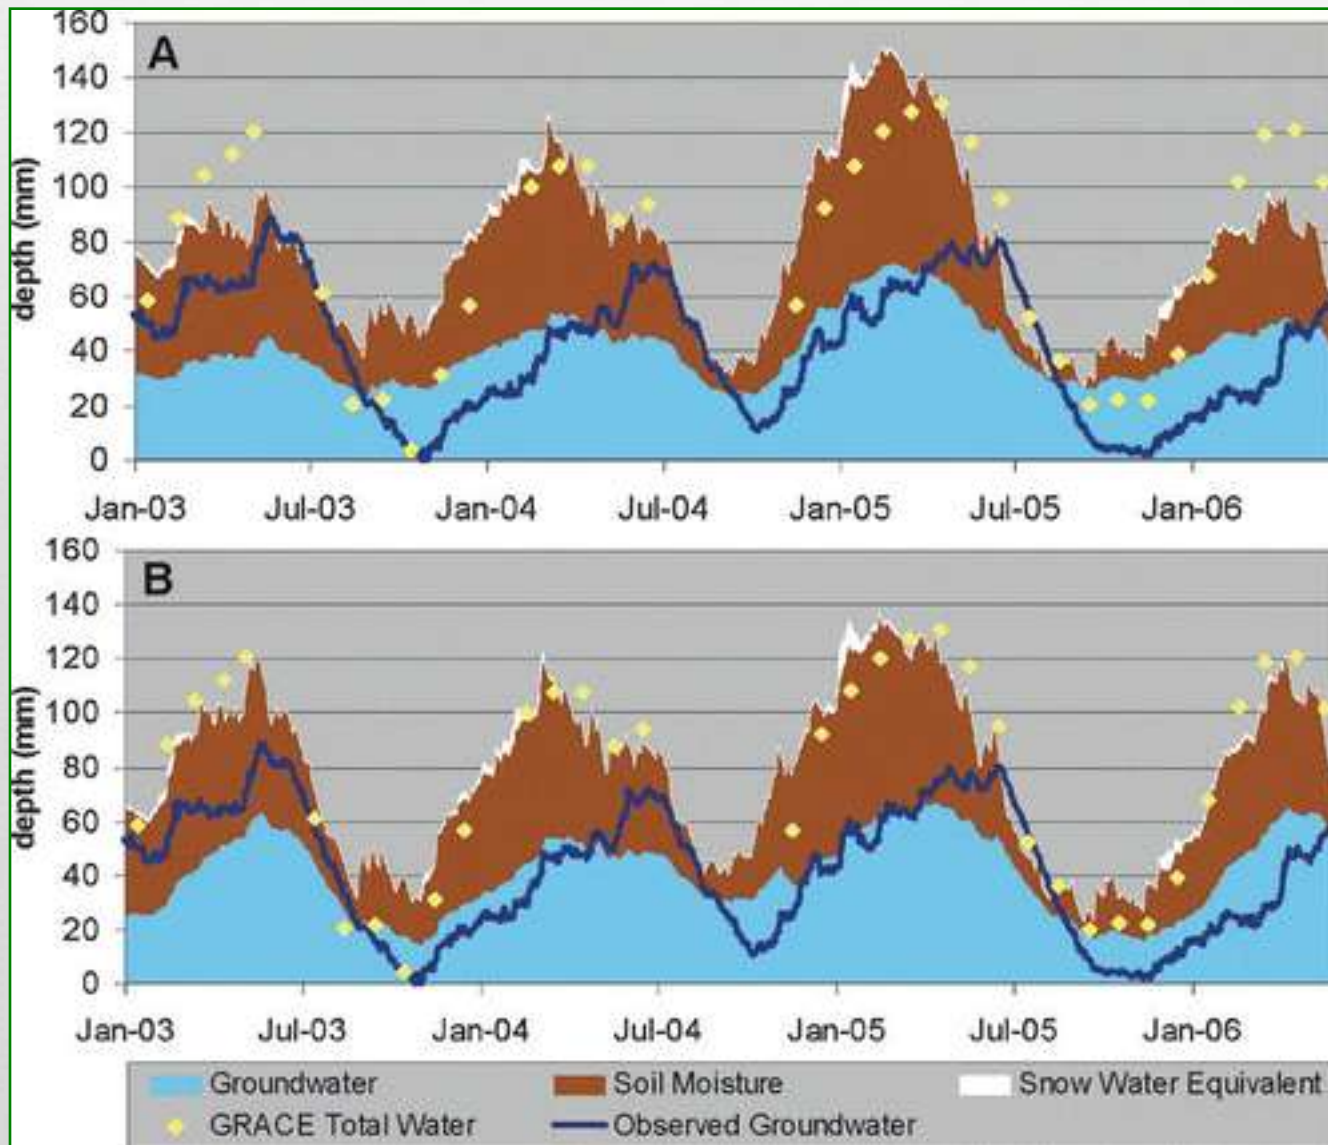 160
A
140
120
100
80
60
40
20
0
depth (mm)
Jan-03 Jul-03 Jan-04 Jul-04 Jan-05 Jul-05 Jan-06
160
B
140
120
100
80
60
40
20
0
depth (mm)
Jan-03 Jul-03 Jan-04 Jul-04 Jan-05 Jul-05 Jan-06
Groundwater Soil Moisture Snow Water Equivalent
GRACE Total Water Observed Groundwater